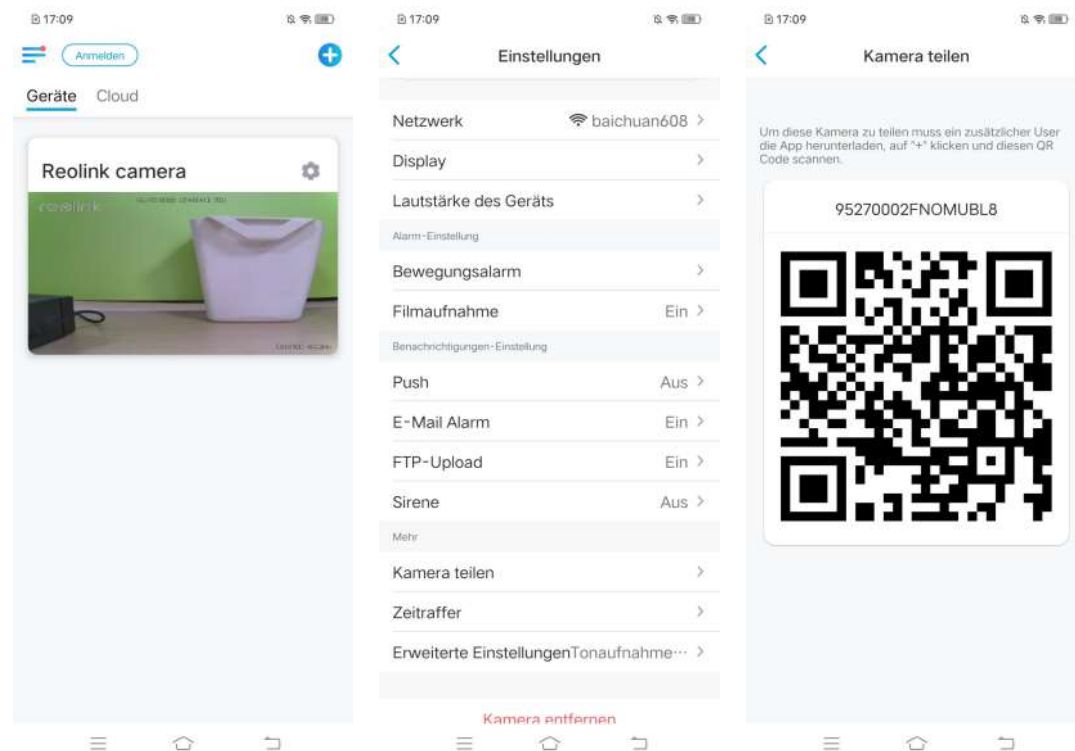 17:09
Anmelden
Geräte Cloud
Reolink camera
reolink
17:09
Einstellungen
Netzwerk baichuan608
Display
Lautstärke des Geräts
Alarm-Einstellung
Bewegungsalarm
Filmaufnahme Ein
Benachrichtigungen-Einstellung
Push Aus
E-Mail Alarm Ein
FTP-Upload Ein
Sirene Aus
Mehr
Kamera teilen
Zeitraffer
Erweiterte Einstellungen Tonaufnahme...
Kamera entfernen
17:09
Kamera teilen
Um diese Kamera zu teilen muss ein zusätzlicher User
die App herunterladen, auf "+" klicken und diesen QR
Code scannen.
95270002FNOMUBL8